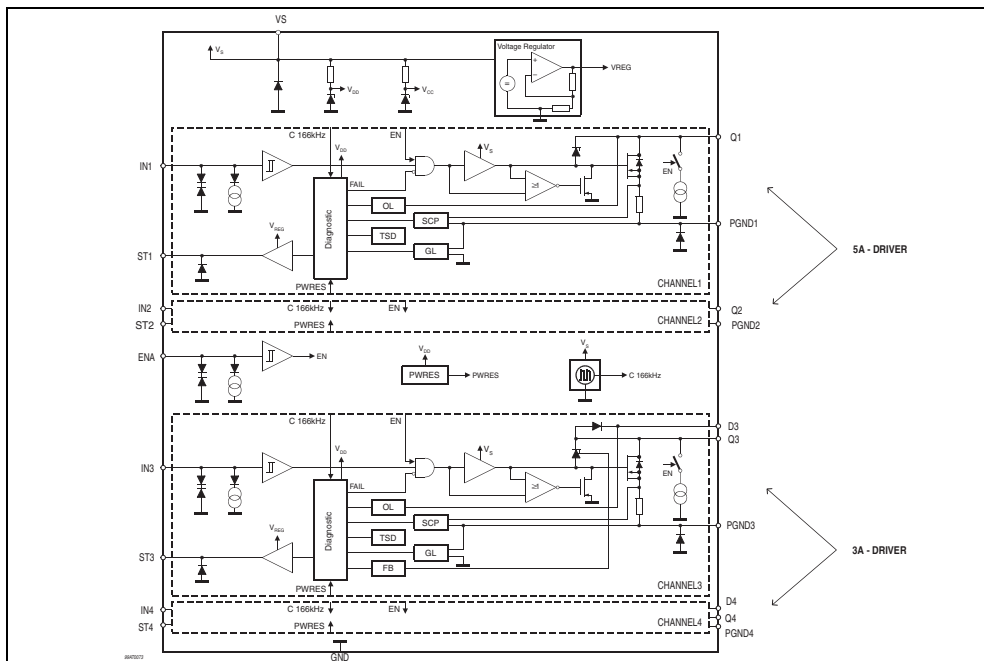 VS
VS
Voltage Regulator
+
=
−
VREG
VDD
VCC
C 166kHz
EN
Q1
VDD
VS
IN1
FAIL
≥1
EN
OL
Diagnostic
SCP
PGND1
VREG
TSD
ST1
GL
PWRES
CHANNEL1
5A - DRIVER
IN2
C 166kHz
EN
Q2
ST2
PWRES
CHANNEL2
PGND2
ENA
EN
VDD
PWRES
PWRES
VS
C 166kHz
C 166kHz
EN
D3
Q3
VDD
VS
IN3
FAIL
≥1
EN
OL
Diagnostic
SCP
PGND3
VREG
TSD
ST3
GL
FB
PWRES
CHANNEL3
3A - DRIVER
IN4
C 166kHz
EN
D4
Q4
ST4
PWRES
CHANNEL4
PGND4
GND